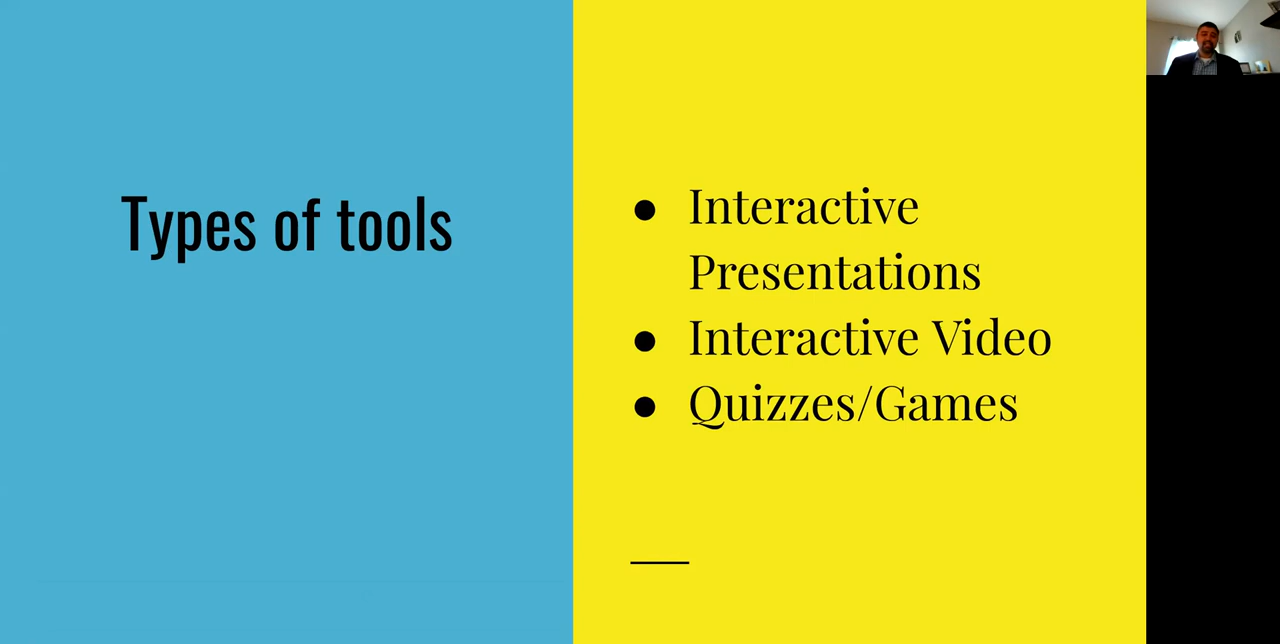 Types of tools
● Interactive
Presentations
● Interactive Video
● Quizzes/Games